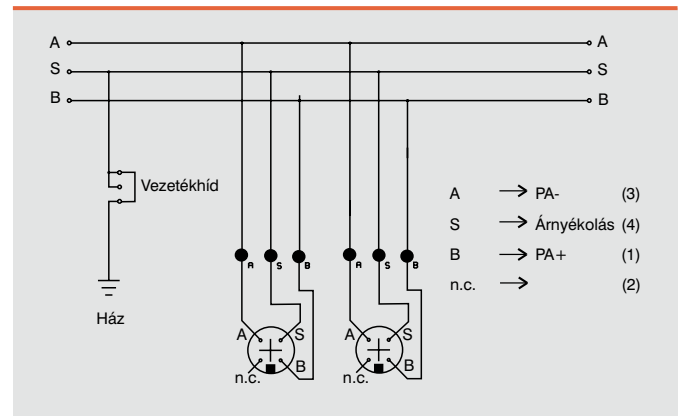 A A
S S
B B
Vezetékhíd
A → PA- (3)
S → Árnyékolás (4)
B → PA+ (1)
n.c. → (2)
A S B A S B
Ház
A S A S
B B
n.c. n.c.